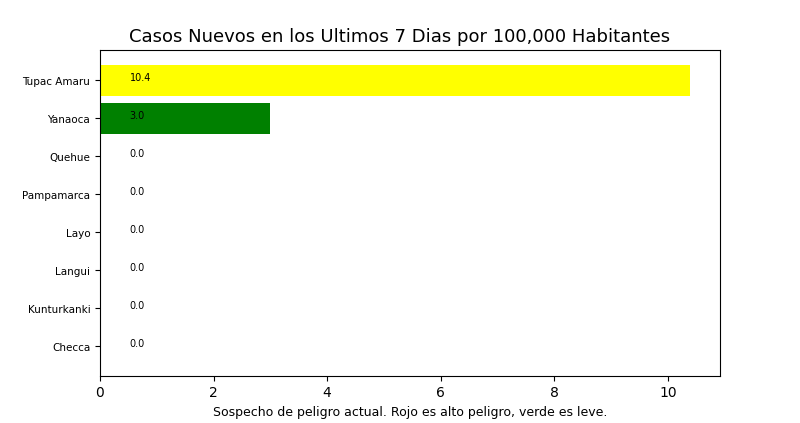 Casos Nuevos en los Ultimos 7 Dias por 100,000 Habitantes
Tupac Amaru 10.4
Yanaoca 3.0
Quehue 0.0
Pampamarca 0.0
Layo 0.0
Langui 0.0
Kunturkanki 0.0
Checca 0.0
0 2 4 6 8 10
Sospecho de peligro actual. Rojo es alto peligro, verde es leve.